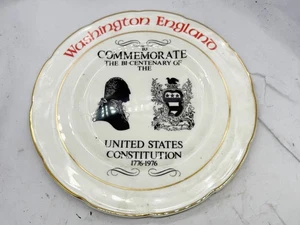 Washington England
TO
COMMEMORATE
THE BI-CENTENARY OF
THE
UNITED STATES
CONSTITUTION
1776-1976